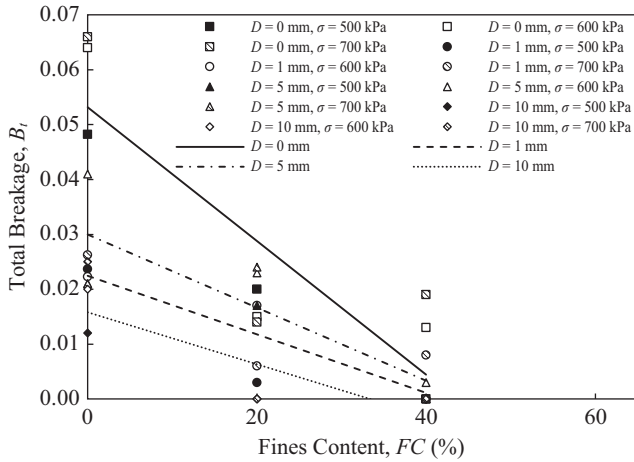 0.07
0.06
0.05
0.04
0.03
0.02
0.01
0.00
Total Breakage, Bₜ
D = 0 mm, σ = 500 kPa
D = 0 mm, σ = 600 kPa
D = 0 mm, σ = 700 kPa
D = 1 mm, σ = 500 kPa
D = 1 mm, σ = 600 kPa
D = 1 mm, σ = 700 kPa
D = 5 mm, σ = 500 kPa
D = 5 mm, σ = 600 kPa
D = 5 mm, σ = 700 kPa
D = 10 mm, σ = 500 kPa
D = 10 mm, σ = 600 kPa
D = 10 mm, σ = 700 kPa
D = 0 mm
D = 1 mm
D = 5 mm
D = 10 mm
0 20 40 60
Fines Content, FC (%)